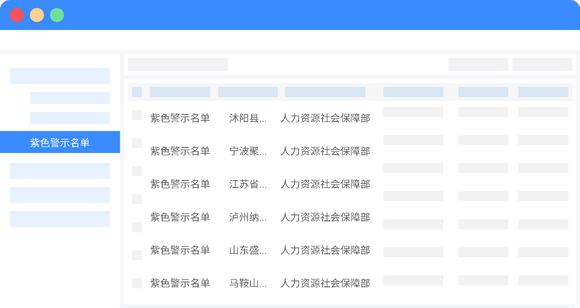 紫色警示名单
紫色警示名单 沐阳县... 人力资源社会保障部
紫色警示名单 宁波聚... 人力资源社会保障部
紫色警示名单 江苏省... 人力资源社会保障部
紫色警示名单 泸州纳... 人力资源社会保障部
紫色警示名单 山东盛... 人力资源社会保障部
紫色警示名单 马鞍山... 人力资源社会保障部